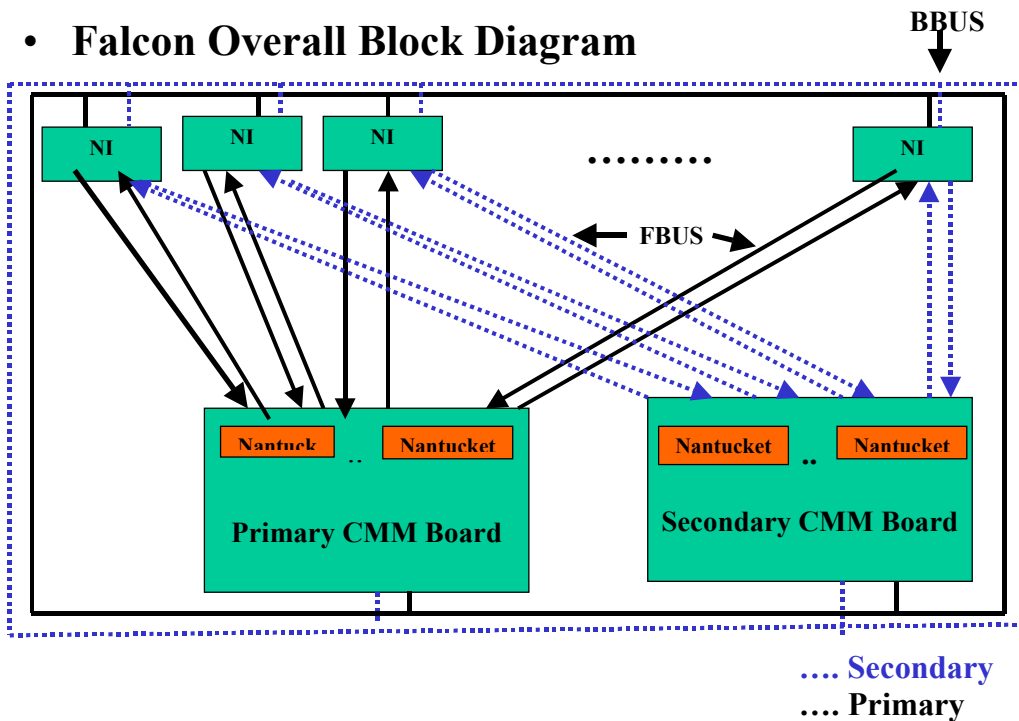 • Falcon Overall Block Diagram
BBUS
NI
NI
NI
NI
.........
FBUS
Nantuck
..
Nantucket
Nantucket
..
Nantucket
Primary CMM Board
Secondary CMM Board
.... Secondary
.... Primary